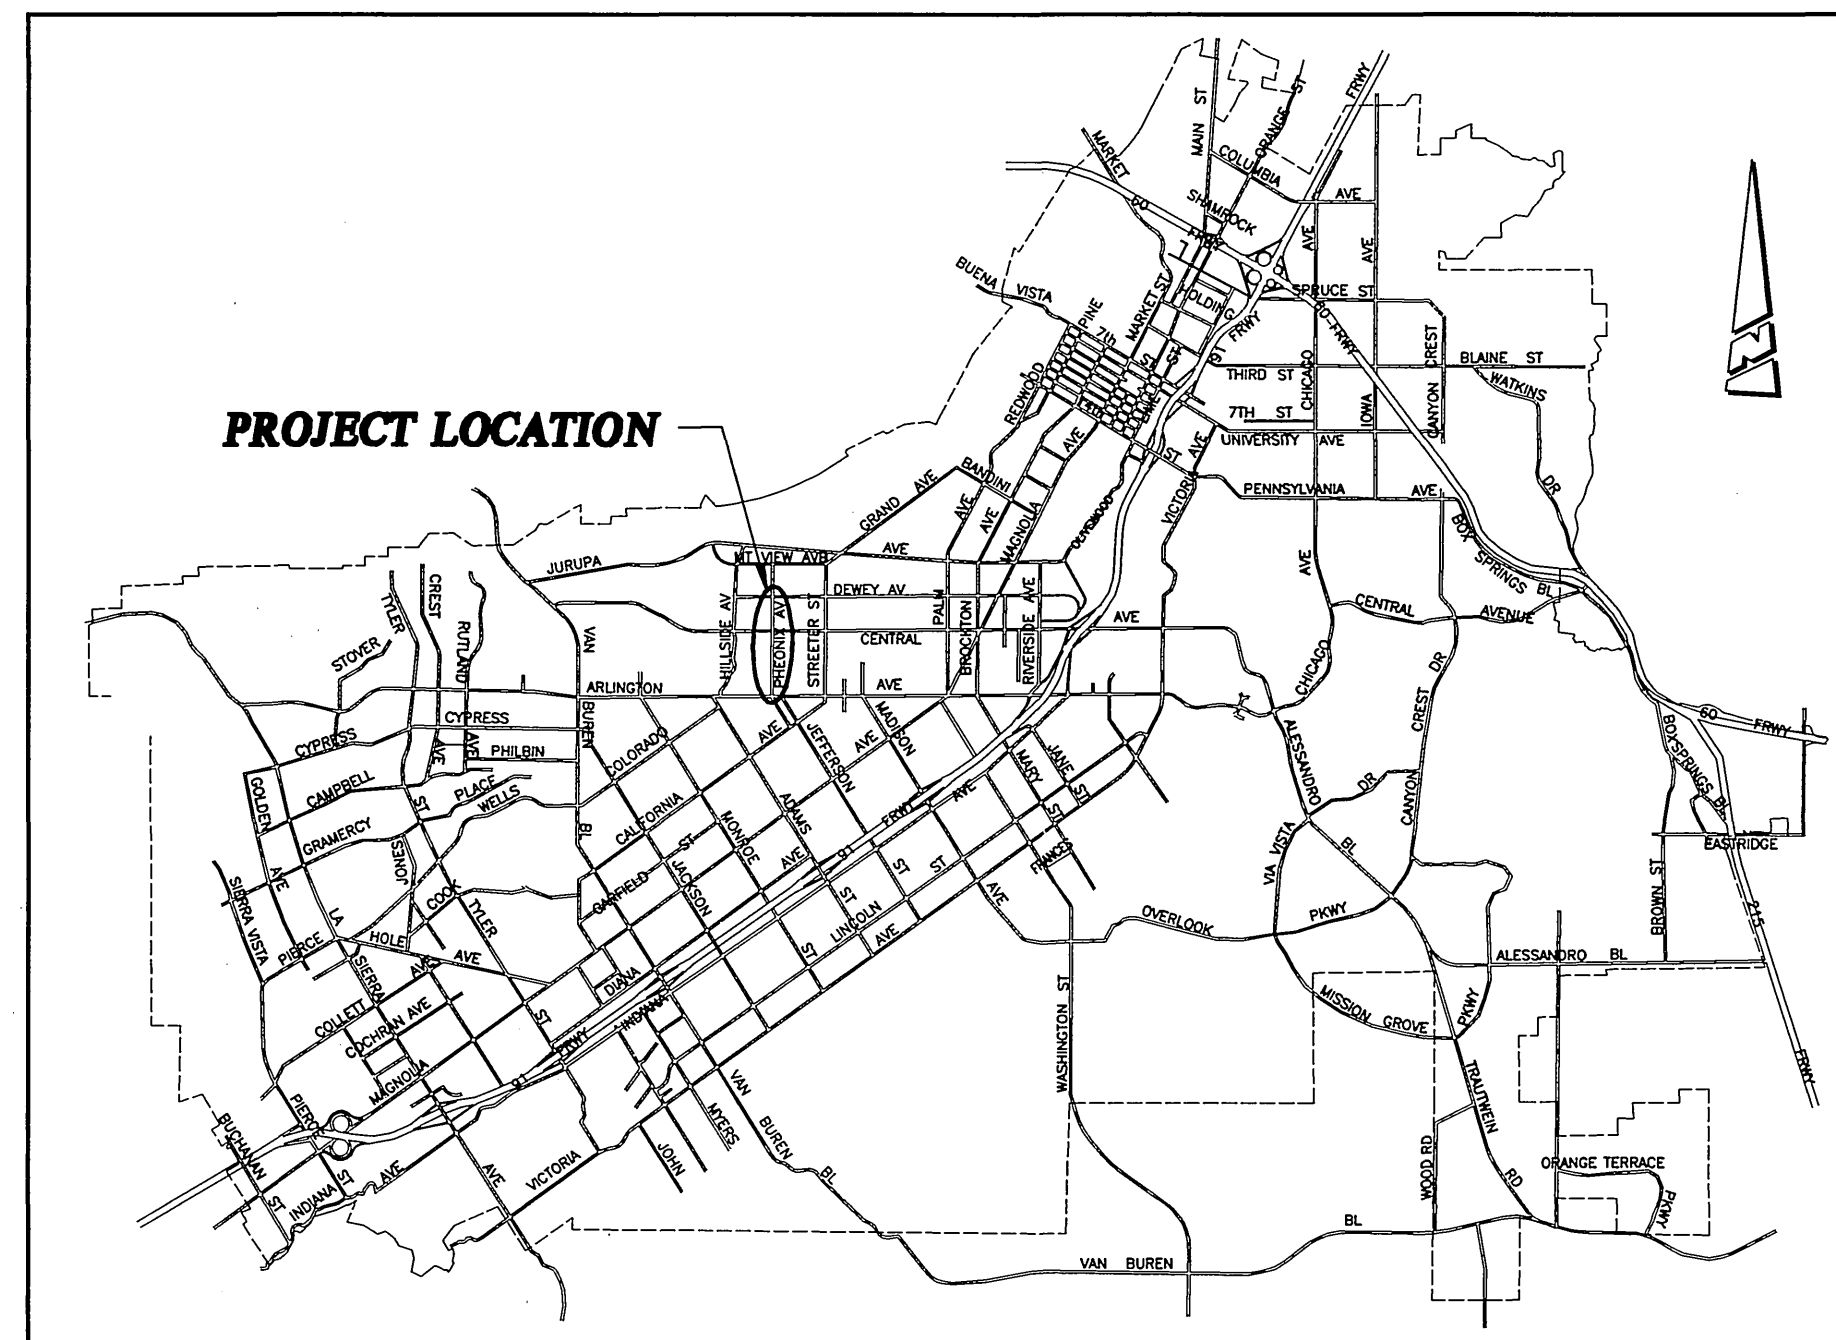 FRWY
MAIN ST
ORANGE ST
MARKET
COLUMBIA
AVE
60
SHAMROCK
FRWY
AVE
AVE
BUENA VISTA
MARKET ST
HOLDING
SPRUCE ST
PINE
7th
ST
91 FRWY
60 FRWY
CHICAGO
CANYON CREST
BLAINE ST
WATKINS
THIRD ST
REDWOOD
14th
IOWA
7TH ST
UNIVERSITY AVE
PROJECT LOCATION
ST
AVE
VICTORIA
AVE
BANDINI
GRAND AVE
AVE
AVE
MAGNOLIA
OLIVEWOOD
PENNSYLVANIA AVE
DR
BOX SPRINGS BL
JURUPA
MT VIEW AVE
AVE
AVE
TYLER
CREST
RUTLAND
HILLSIDE AV
PHEONIX AV
STREETER ST
DEWEY AV
PALM
BROCKTON
RIVERSIDE AVE
CENTRAL
AVE
CENTRAL AVENUE
VAN
STOVER
ARLINGTON
AVE
CHICAGO
DR
CREST
CYPRESS
CYPRESS
BUREN
COLORADO
AVE
JEFFERSON
AVE
MADISON
AVE
AVE
PHILBIN
MARY
JANE
ALESSANDRO
60 FRWY
BOXSPRINGS BL
GOLDEN
CAMPBELL
ST
PLACE
WELLS
CALIFORNIA
ADAMS
FRWY
AVE
ST
ST
DR
CANYON
GRAMERCY
JONES
BL
ST
MONROE
AVE
91
ST
ST
FRANCES
VIA VISTA
BL
EASTRIDGE
AVE
SIERRA VISTA
COOK
GARFIELD
JACKSON
ST
LINCOLN
AVE
AVE
OVERLOOK
PKWY
BROWN ST
215
LA
TYLER
HOLE
AVE
PIERCE
SIERRA
AVE
DIANA
ST
ALESSANDRO BL
COLLETT
COCHRAN AVE
ST
INDIANA
WASHINGTON ST
MISSION GROVE
PKWY
FRWY
MAGNOLIA
FRWY
91
VAN
BUREN
BL
TRAUTWEIN
RD
FRWY
PIERCE
ST
BUCHANAN
ST
MYERS
JOHN
VICTORIA
AVE
AVE
INDIANA
WOOD RD
ORANGE TERRACE
PKWY
BL
VAN BUREN